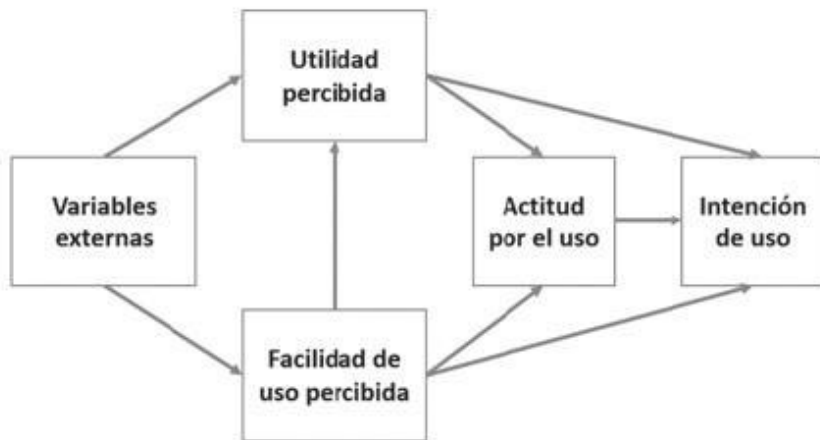 Utilidad
percibida
Variables
externas
Actitud
por el uso
Intención
de uso
Facilidad de
uso percibida